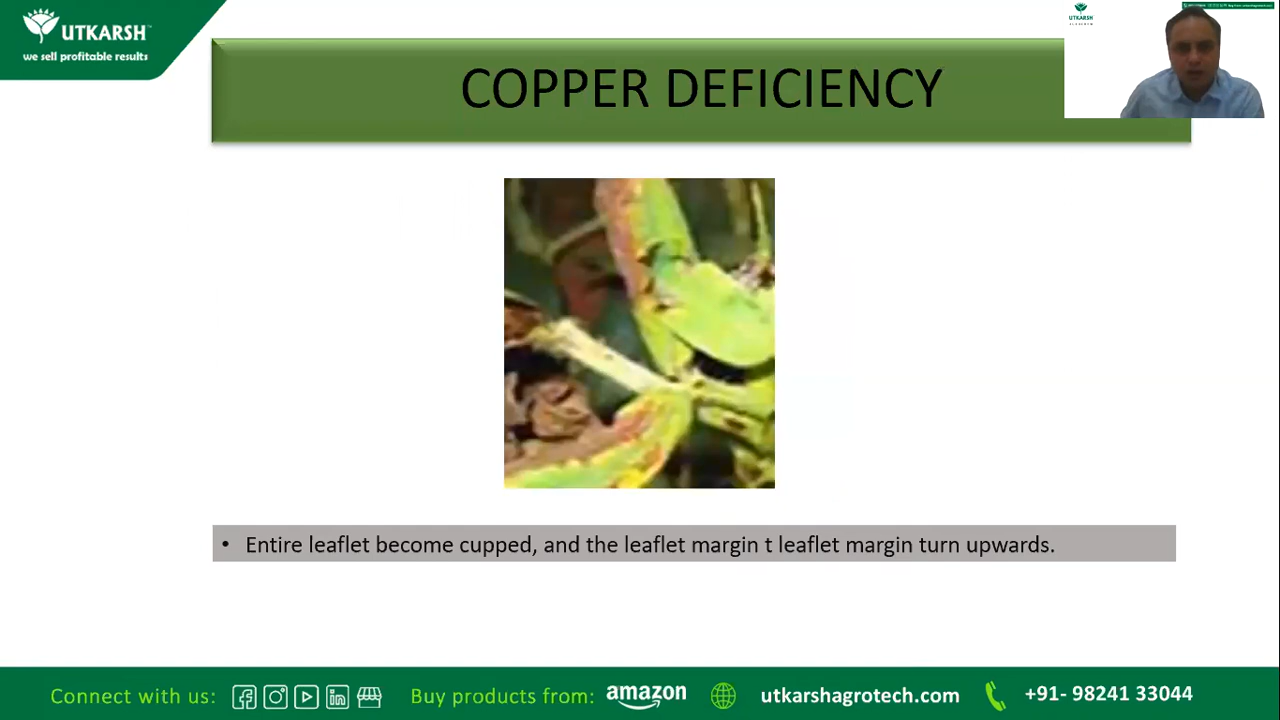 UTKARSH
we sell profitable results
UTKARSH
COPPER DEFICIENCY
• Entire leaflet become cupped, and the leaflet margin t leaflet margin turn upwards.
Connect with us: Buy products from: amazon utkarshagrotech.com +91- 98241 33044